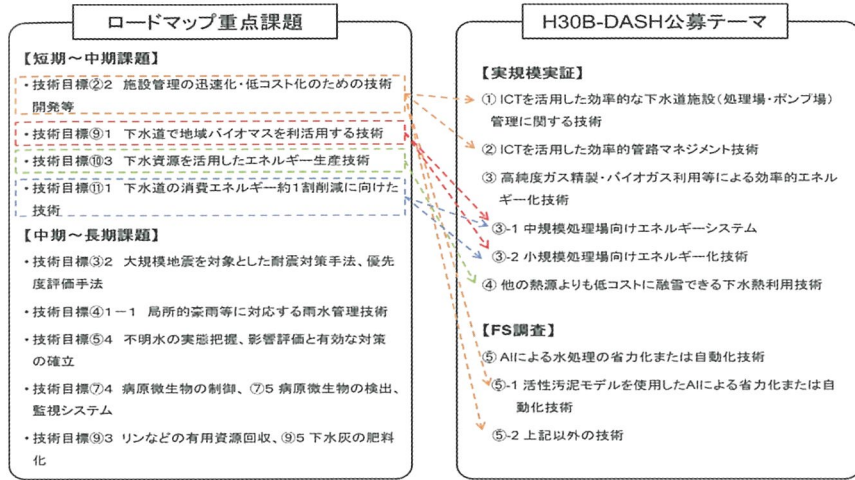 ロードマップ重点課題
【短期～中期課題】
・技術目標②2 施設管理の迅速化・低コスト化のための技術
開発等
・技術目標⑨1 下水道で地域バイオマスを利活用する技術
・技術目標⑩3 下水資源を活用したエネルギー生産技術
・技術目標⑪1 下水道の消費エネルギー約1割削減に向けた
技術
【中期～長期課題】
・技術目標③2 大規模地震を対象とした耐震対策手法、優先
度評価手法
・技術目標④1－1 局所的豪雨等に対応する雨水管理技術
・技術目標⑤4 不明水の実態把握、影響評価と有効な対策
の確立
・技術目標⑦4 病原微生物の制御、⑦5 病原微生物の検出、
監視システム
・技術目標⑨3 リンなどの有用資源回収、⑨5 下水灰の肥料
化
H30B-DASH公募テーマ
【実規模実証】
① ICTを活用した効率的な下水道施設（処理場・ポンプ場）
管理に関する技術
② ICTを活用した効率的管路マネジメント技術
③ 高純度ガス精製・バイオガス利用等による効率的エネル
ギー化技術
③-1 中規模処理場向けエネルギーシステム
③-2 小規模処理場向けエネルギー化技術
④ 他の熱源よりも低コストに融雪できる下水熱利用技術
【FS調査】
⑤ AIによる水処理の省力化または自動化技術
⑤-1 活性汚泥モデルを使用したAIによる省力化または自
動化技術
⑤-2 上記以外の技術